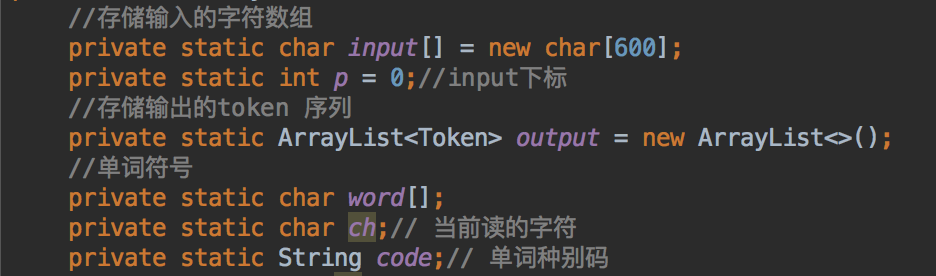 //存储输入的字符数组
private static char input[] = new char[600];
private static int p = 0;//input下标
//存储输出的token 序列
private static ArrayList<Token> output = new ArrayList<>();
//单词符号
private static char word[];
private static char ch;// 当前读的字符
private static String code;// 单词种别码